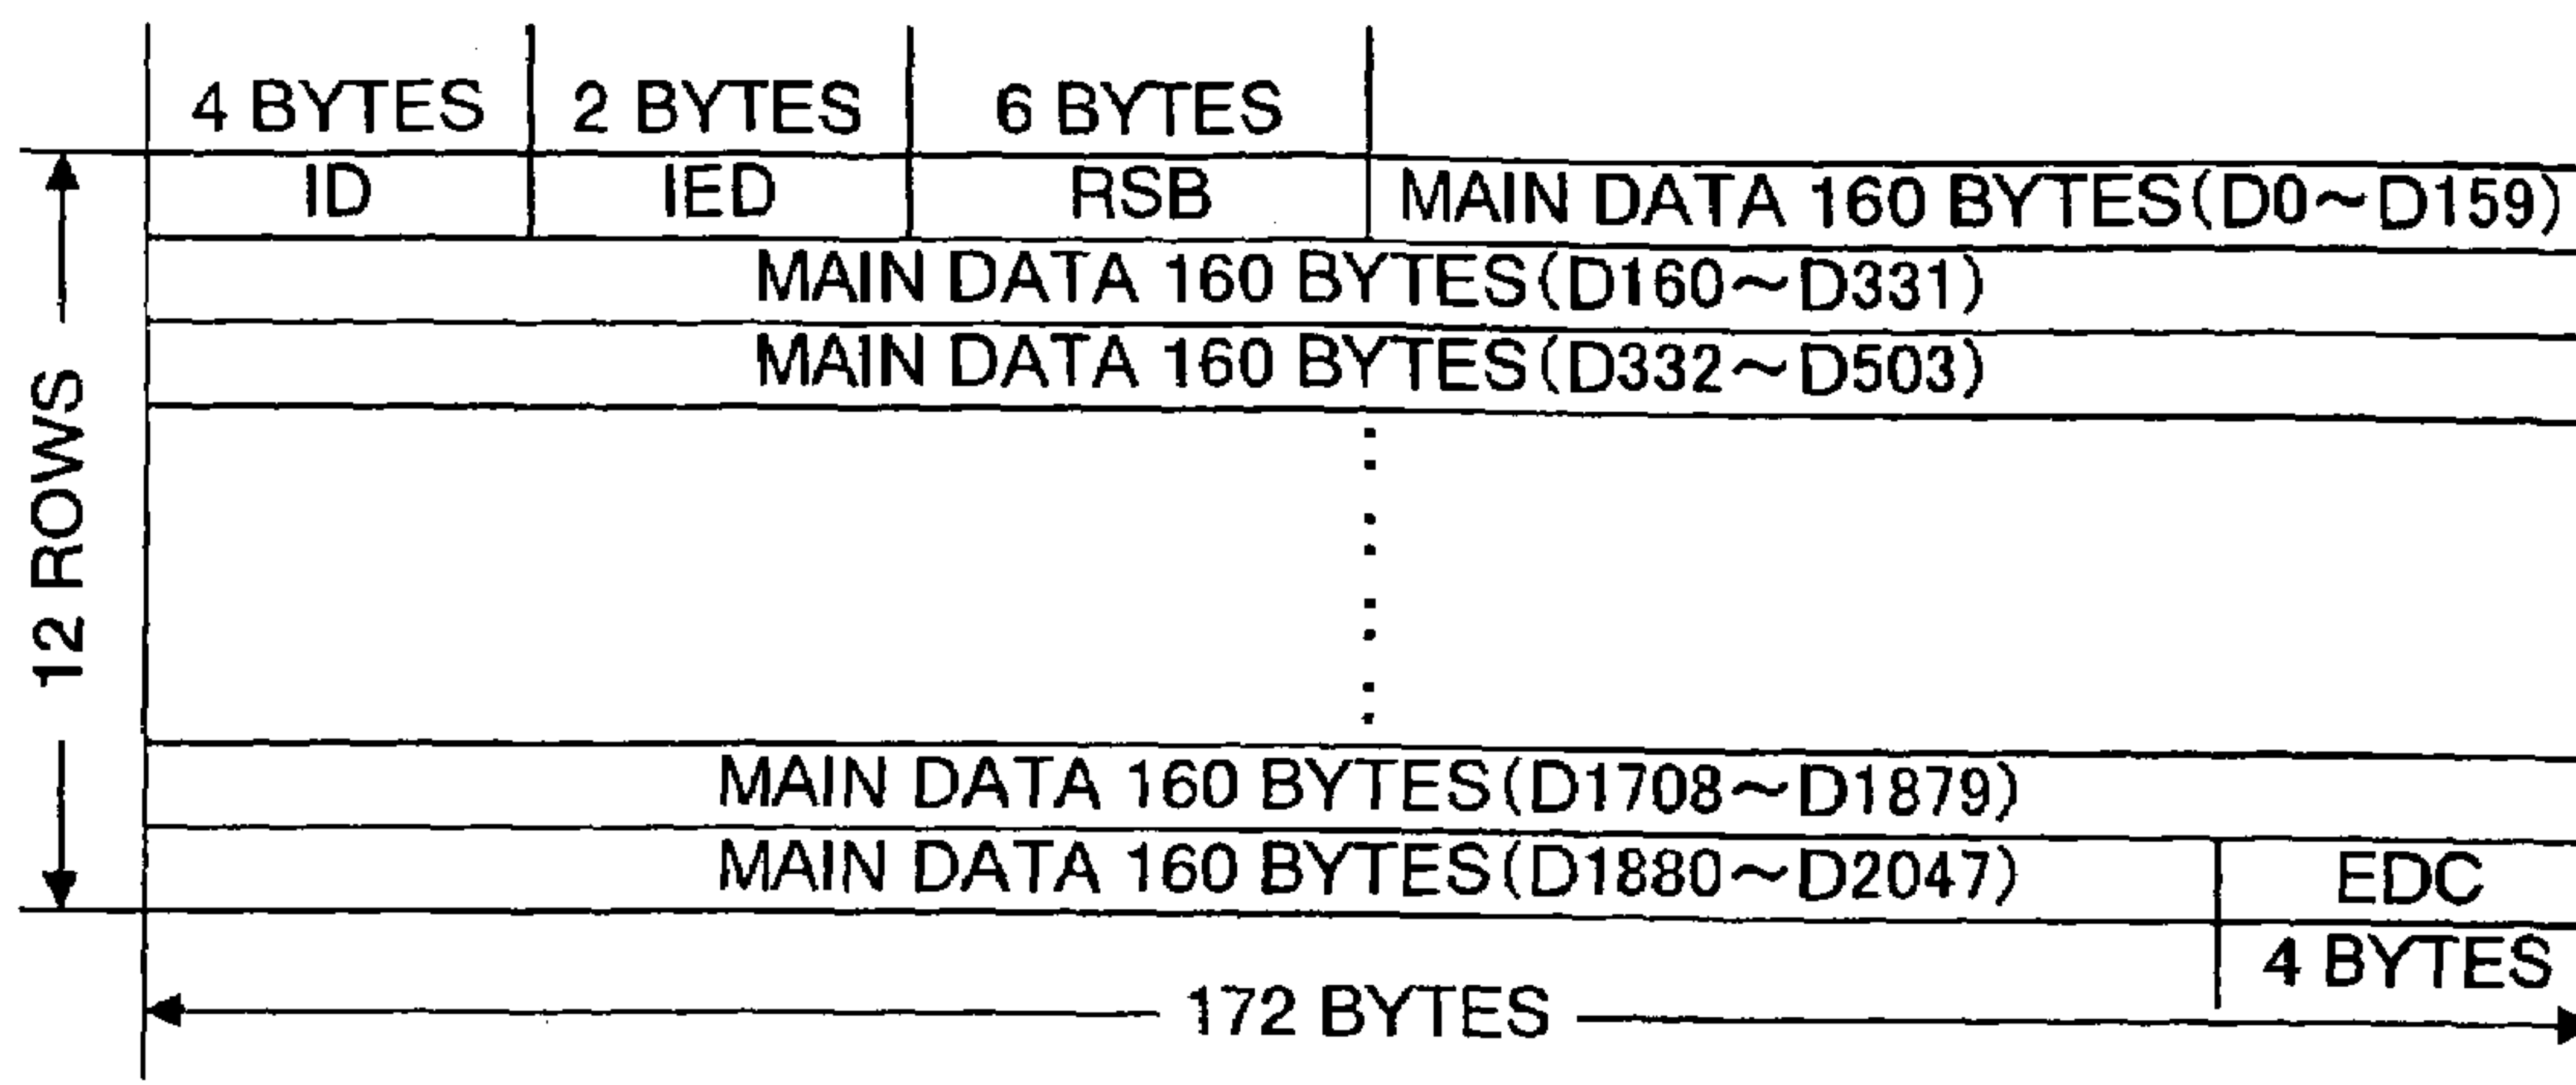 4 BYTES 2 BYTES 6 BYTES
ID IED RSB MAIN DATA 160 BYTES(D0~D159)
MAIN DATA 160 BYTES(D160~D331)
MAIN DATA 160 BYTES(D332~D503)
12 ROWS
MAIN DATA 160 BYTES(D1708~D1879)
MAIN DATA 160 BYTES(D1880~D2047) EDC
4 BYTES
172 BYTES